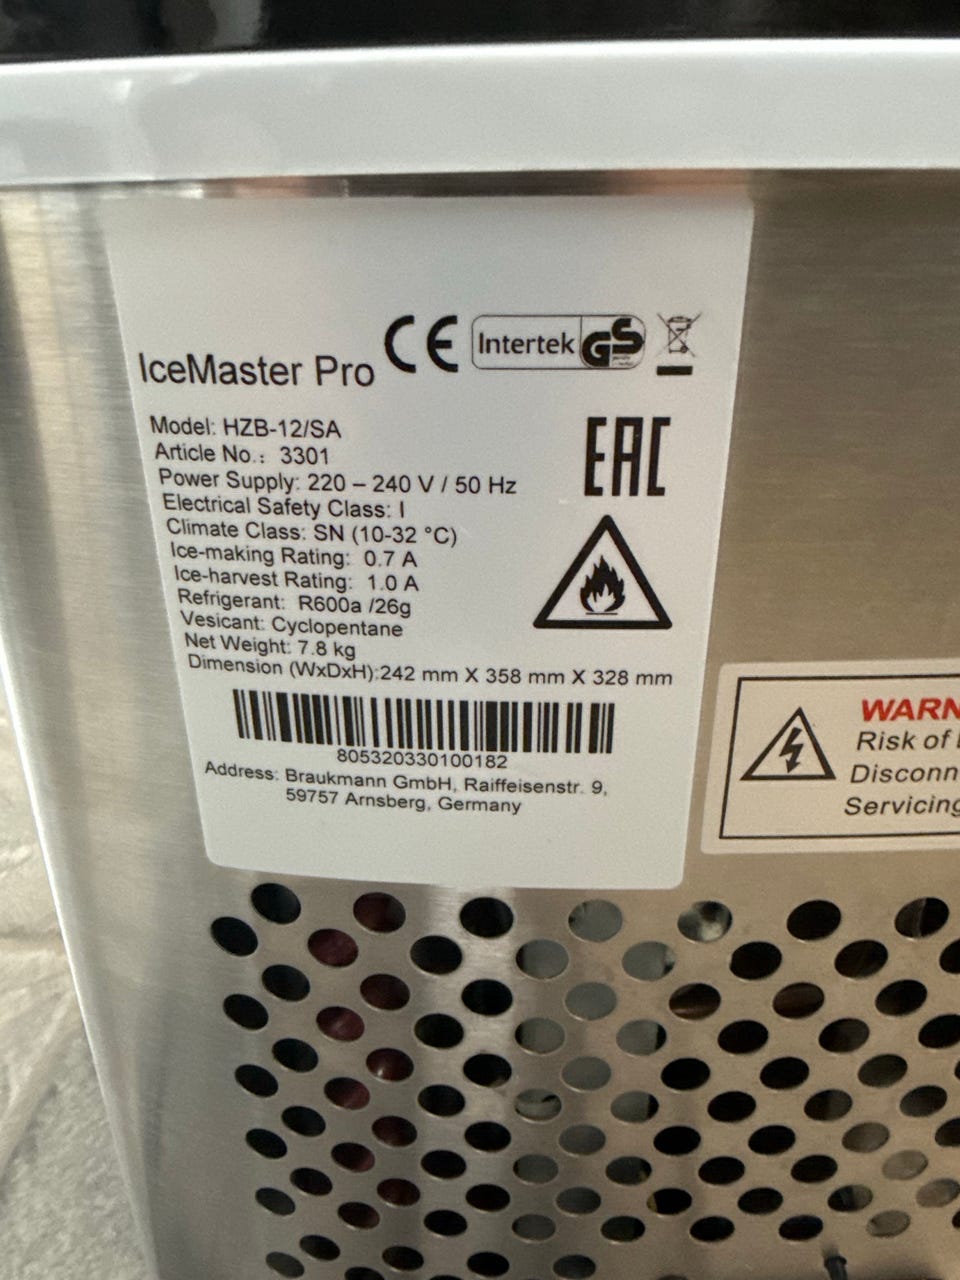 CE Intertek GS
IceMaster Pro
Model: HZB-12/SA
Article No.: 3301
Power Supply: 220 – 240 V / 50 Hz
Electrical Safety Class: I
Climate Class: SN (10-32 °C)
Ice-making Rating: 0.7 A
Ice-harvest Rating: 1.0 A
Refrigerant: R600a /26g
Vesicant: Cyclopentane
Net Weight: 7.8 kg
Dimension (WxDxH):242 mm X 358 mm X 328 mm
805320330100182
Address: Braukmann GmbH, Raiffeisenstr. 9,
59757 Arnsberg, Germany
EAC
WARN
Risk of
Disconn
Servicing